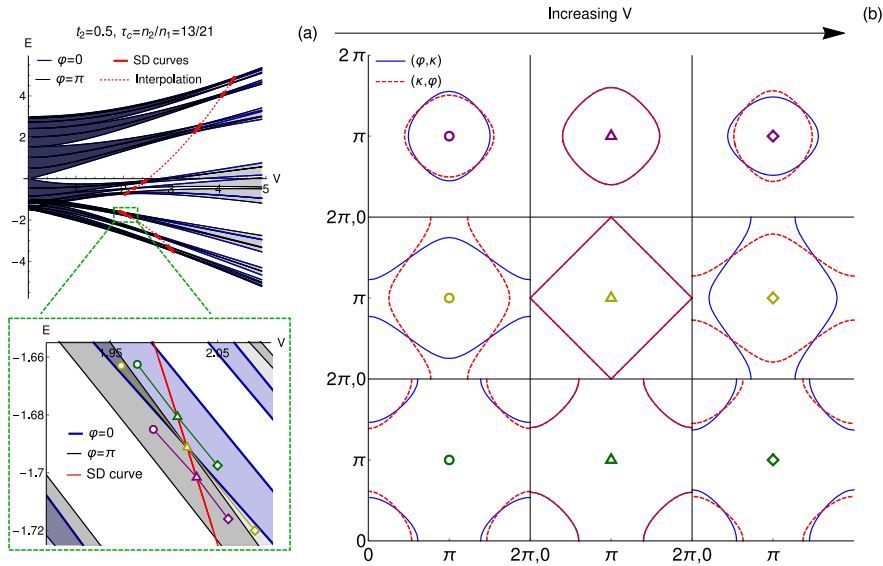 t₂=0.5, τ_c=n₂/n₁=13/21
(a)
E
φ=0
φ=π
SD curves
Interpolation
4
2
-2
-4
1
2
3
4
5
V
E
V
1.95
2.05
-1.66
-1.68
-1.7
-1.72
φ=0
φ=π
SD curve
Increasing V
(b)
(φ,κ)
(κ,φ)
2π
π
2π,0
π
2π,0
π
0
0
π
2π,0
π
2π,0
π